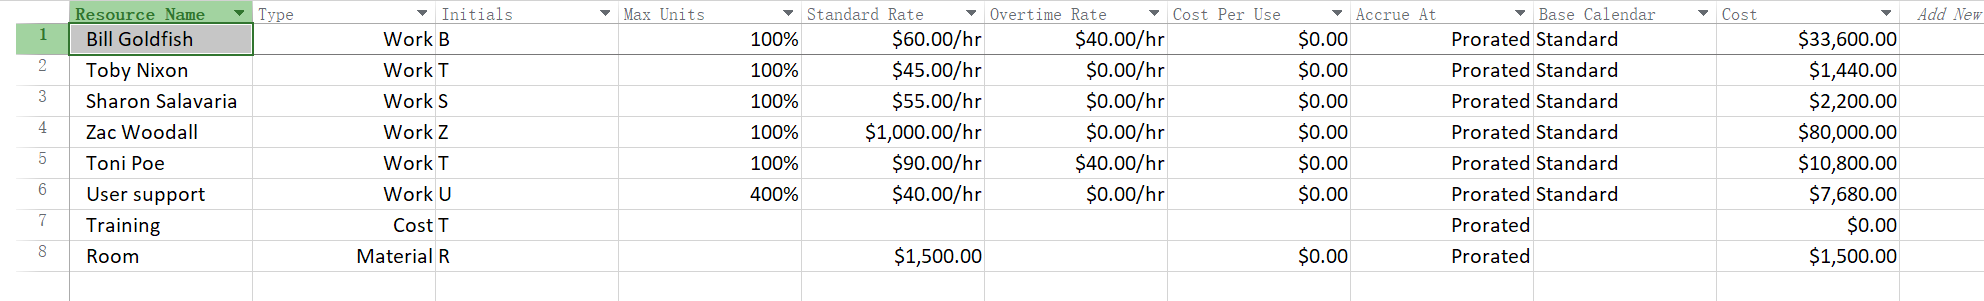 Resource Name Type Initials Max Units Standard Rate Overtime Rate Cost Per Use Accrue At Base Calendar Cost Add New
1 Bill Goldfish Work B 100% $60.00/hr $40.00/hr $0.00 Prorated Standard $33,600.00
2 Toby Nixon Work T 100% $45.00/hr $0.00/hr $0.00 Prorated Standard $1,440.00
3 Sharon Salavaria Work S 100% $55.00/hr $0.00/hr $0.00 Prorated Standard $2,200.00
4 Zac Woodall Work Z 100% $1,000.00/hr $0.00/hr $0.00 Prorated Standard $80,000.00
5 Toni Poe Work T 100% $90.00/hr $40.00/hr $0.00 Prorated Standard $10,800.00
6 User support Work U 400% $40.00/hr $0.00/hr $0.00 Prorated Standard $7,680.00
7 Training Cost T Prorated $0.00
8 Room Material R $1,500.00 $0.00 Prorated $1,500.00